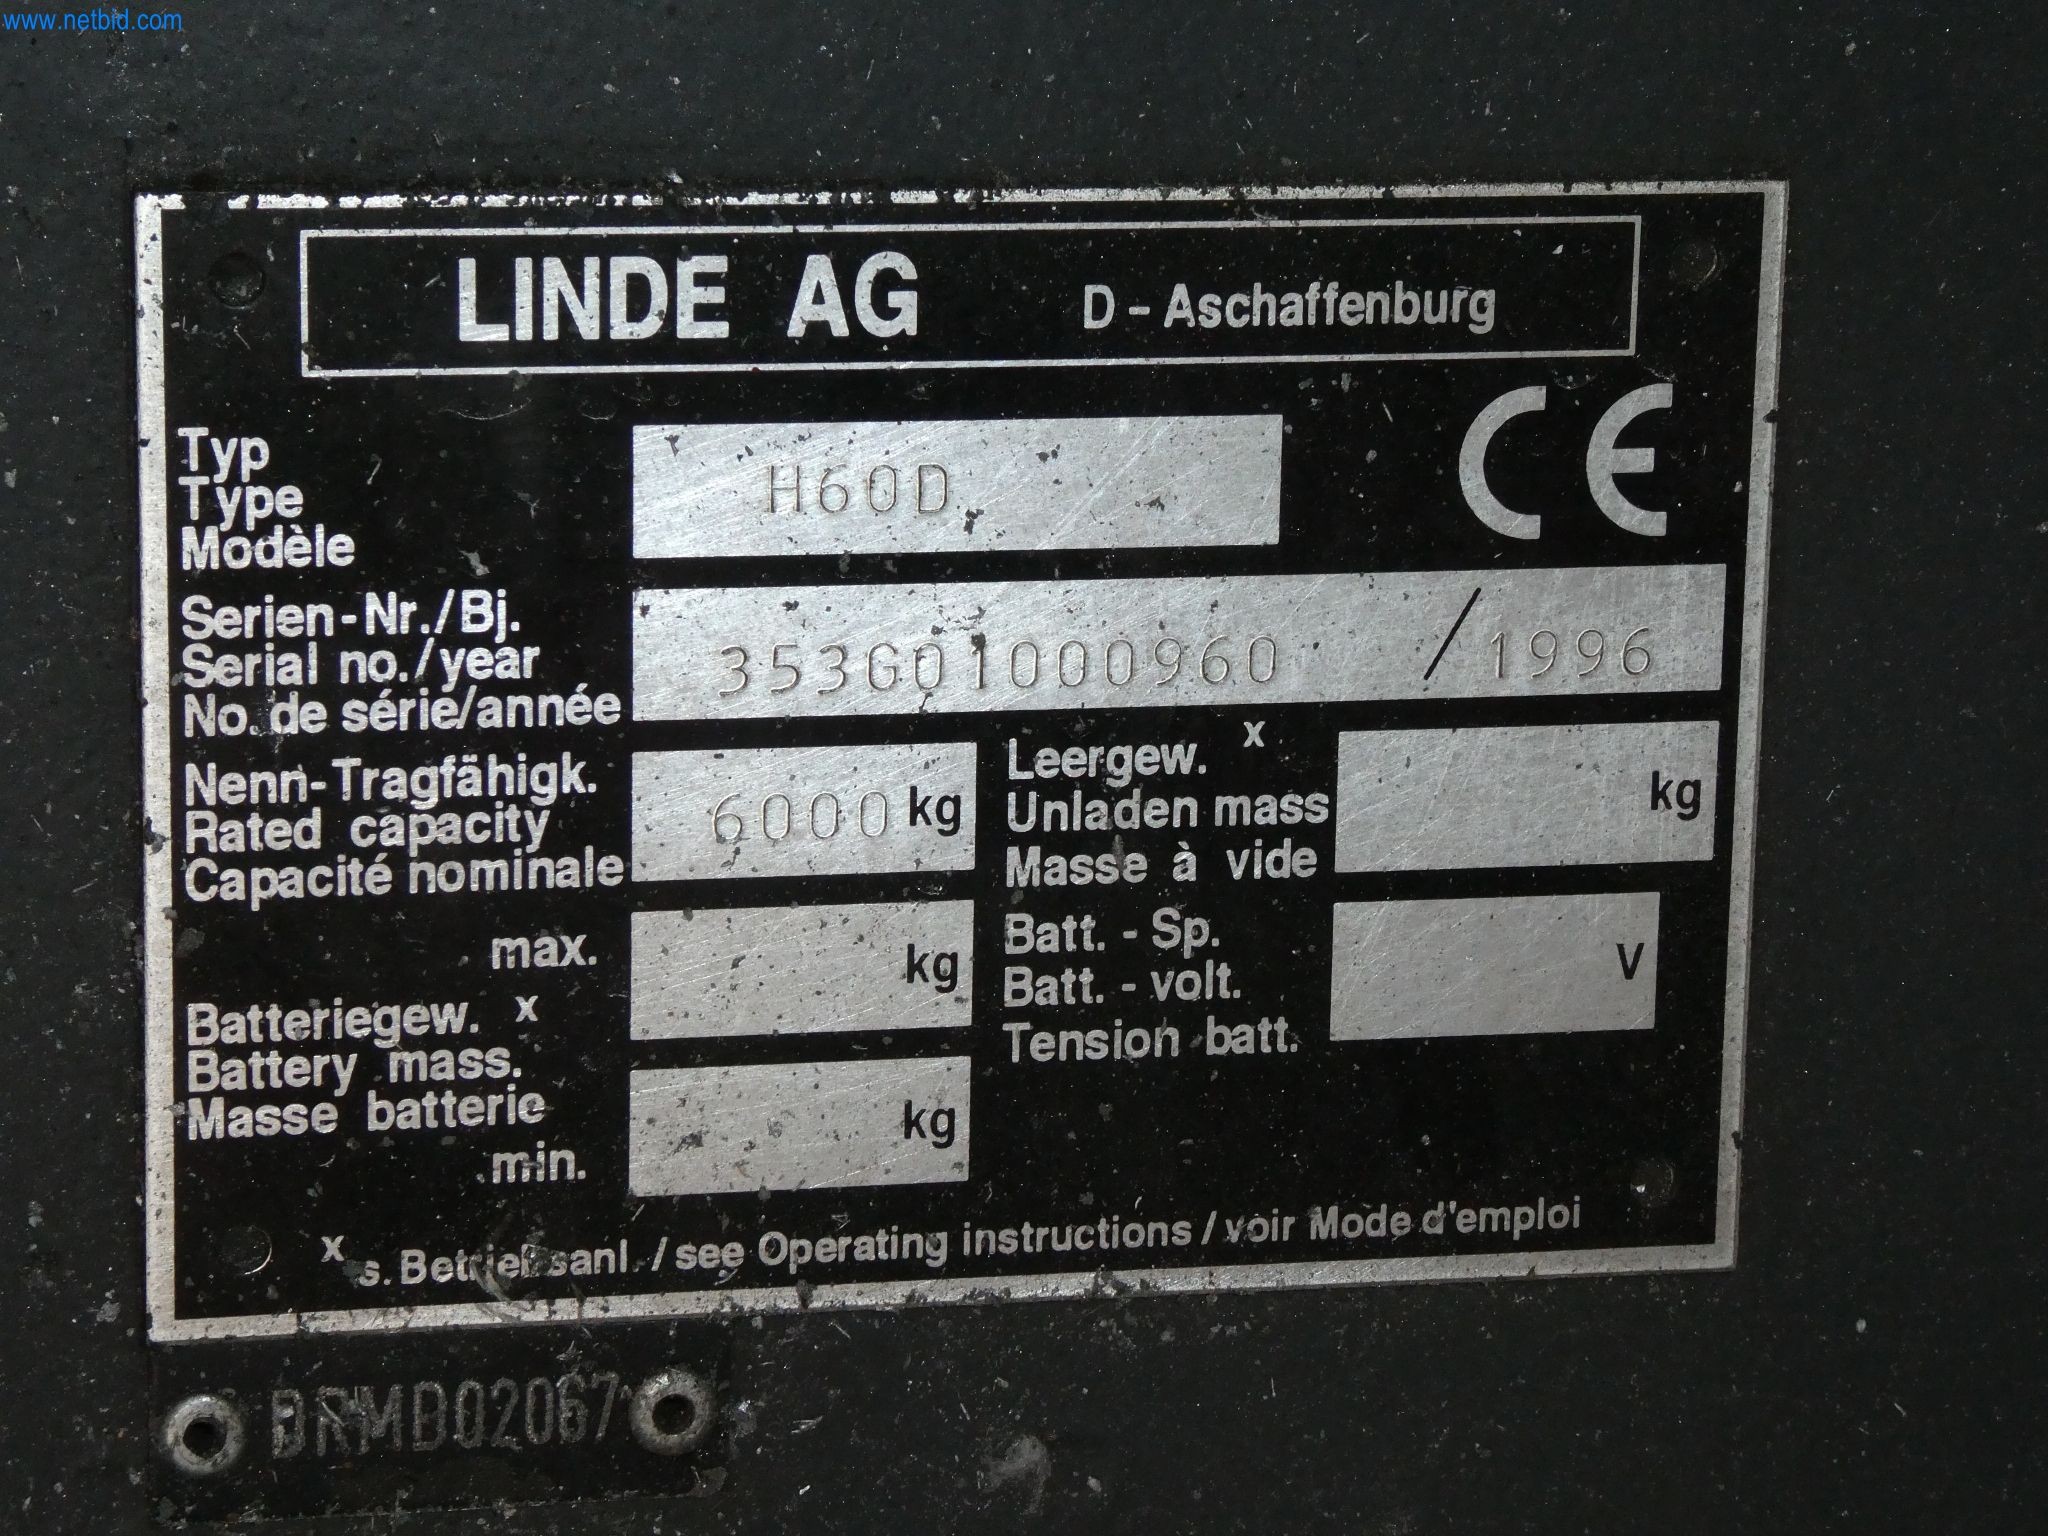 www.netbid.com
LINDE AG D - Aschaffenburg
CE
Typ
Type
Modèle
H60D
Serien-Nr./Bj.
Serial no./year
No. de série/année
353G01000960 / 1996
Nenn-Tragfähigk.
Rated capacity
Capacité nominale
6000 kg
Leergew. x
Unladen mass
Masse à vide
kg
max.
kg
Batteriegew. x
Battery mass.
Masse batterie
min.
kg
Batt. - Sp.
Batt. - volt.
Tension batt.
V
x s. Betriebsanl. / see Operating instructions / voir Mode d'emploi